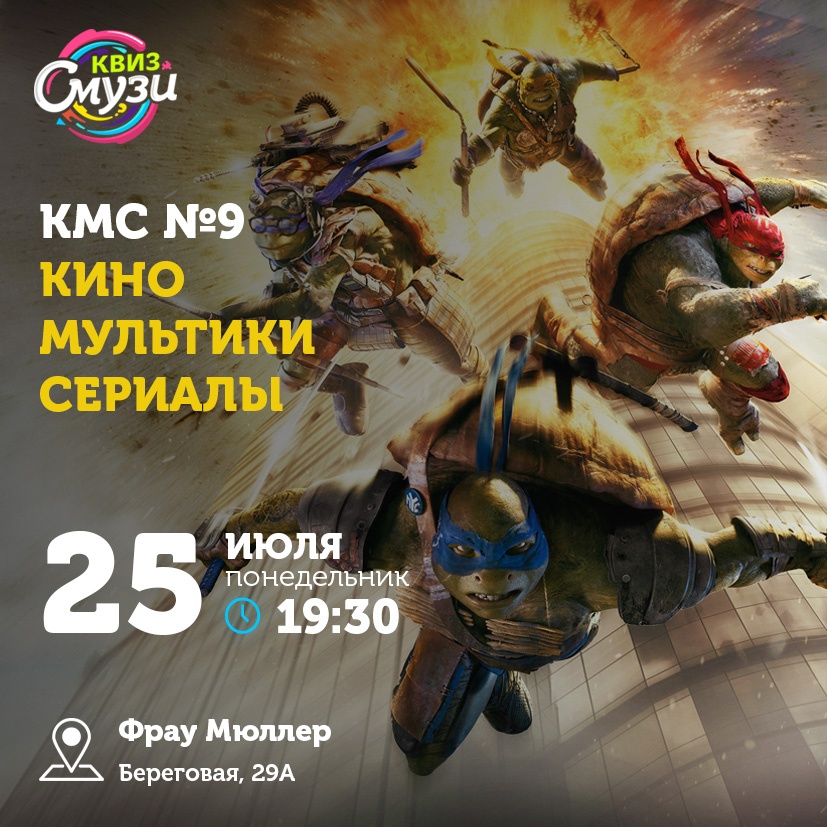 КВИЗ
Смузи
КМС №9
КИНО
МУЛЬТИКИ
СЕРИАЛЫ
25 ИЮЛЯ
понедельник
19:30
Фрау Мюллер
Береговая, 29А